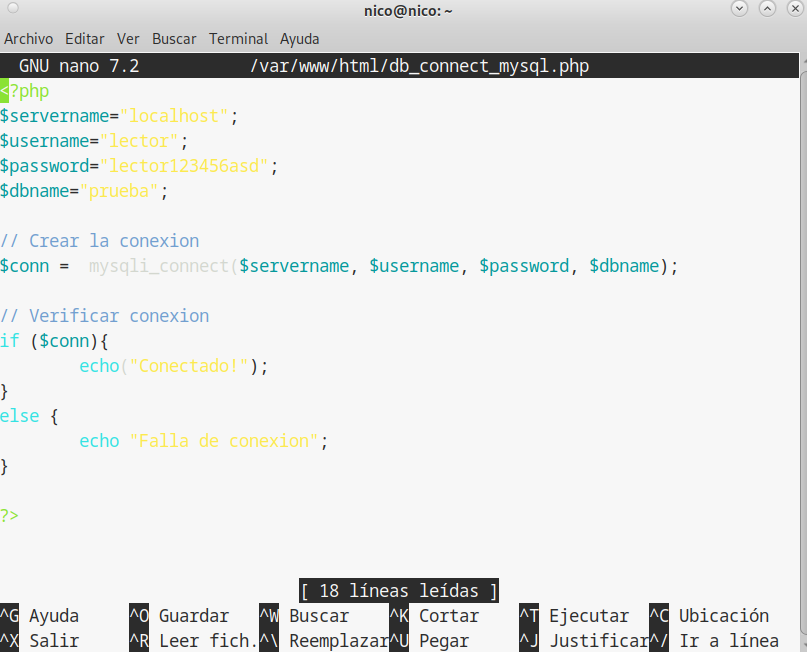 nico@nico: ~
Archivo Editar Ver Buscar Terminal Ayuda
GNU nano 7.2 /var/www/html/db_connect_mysql.php
<?php
$servername="localhost";
$username="lector";
$password="lector123456asd";
$dbname="prueba";
// Crear la conexion
$conn =  mysqli_connect($servername, $username, $password, $dbname);
// Verificar conexion
if ($conn){
        echo("Conectado!");
}
else {
        echo "Falla de conexion";
}
?>
[ 18 líneas leídas ]
^G Ayuda ^O Guardar ^W Buscar ^K Cortar ^T Ejecutar ^C Ubicación
^X Salir ^R Leer fich. ^\ Reemplazar ^U Pegar ^J Justificar ^/ Ir a línea